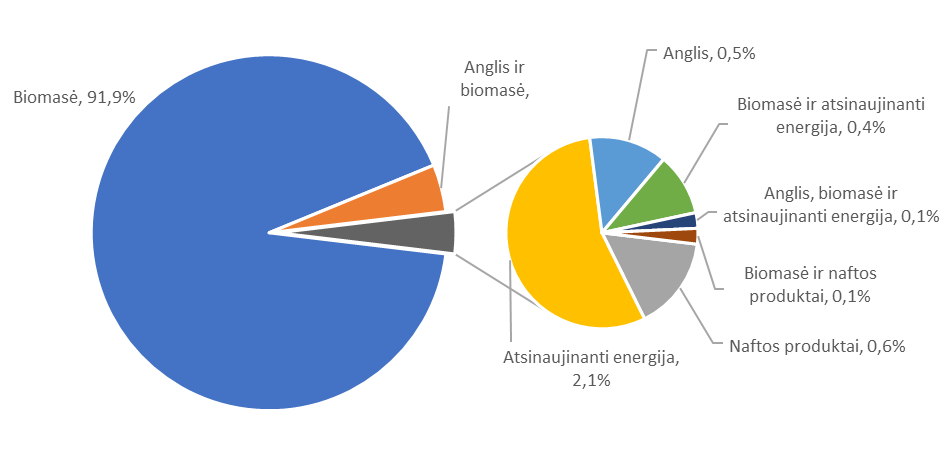 Biomasė, 91,9%
Anglis ir
biomasė,
Anglis, 0,5%
Biomasė ir atsinaujinanti
energija, 0,4%
Anglis, biomasė ir
atsinaujinanti energija, 0,1%
Biomasė ir naftos
produktai, 0,1%
Naftos produktai, 0,6%
Atsinaujinanti energija,
2,1%